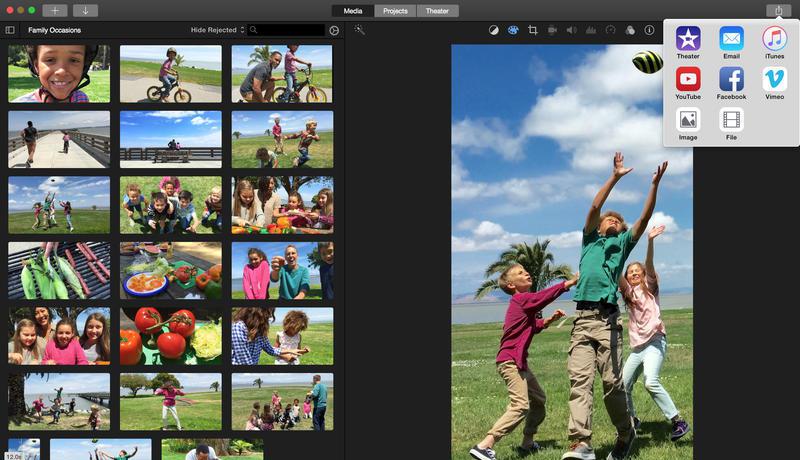 Media Projects Theater
Family Occasions Hide Rejected
Theater Email iTunes
YouTube Facebook Vimeo
Image File
12.0s